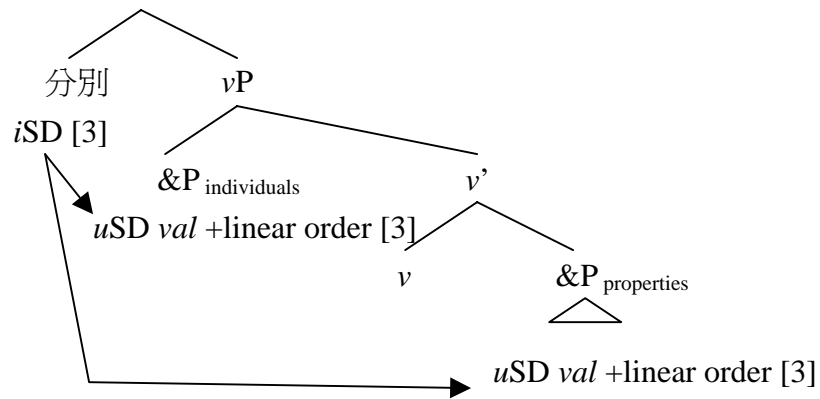 分別 vP
iSD [3]
&P individuals v’
uSD val +linear order [3]
v &P properties
uSD val +linear order [3]